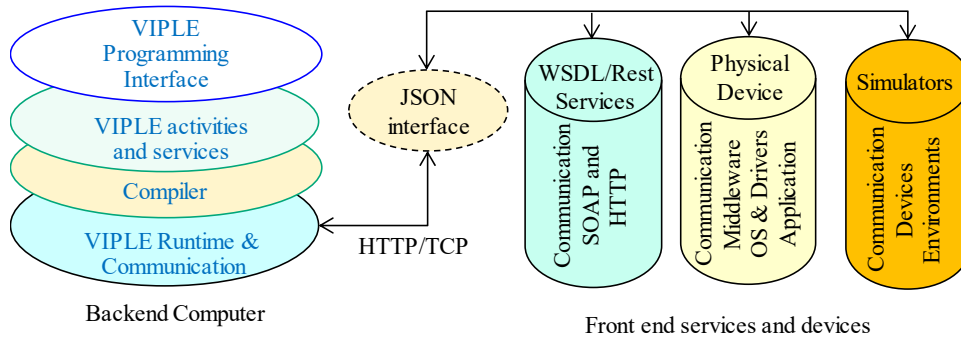 VIPLE
Programming
Interface
VIPLE activities
and services
Compiler
VIPLE Runtime &
Communication
Backend Computer
JSON
interface
HTTP/TCP
WSDL/Rest
Services
Communication
SOAP and
HTTP
Physical
Device
Communication
Middleware
OS & Drivers
Application
Simulators
Communication
Devices
Environments
Front end services and devices